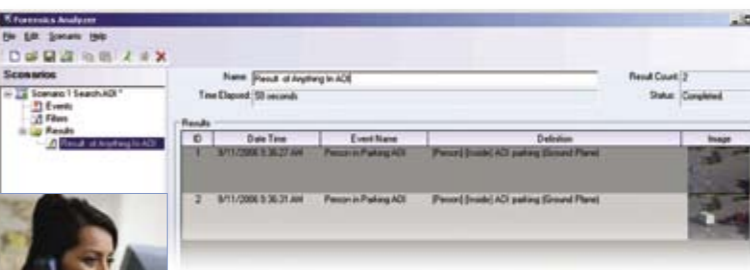 Forensics Analyzer
File Edit Scenario Help
Scenarios
Scenario 1 Search AOI *
Events
Filters
Results
Result of Anything In AOI
Name Result of Anything In AOI
Result Count 2
Time Elapsed 59 seconds
Status Completed
Results
ID Date Time Event Name Definition Image
1 9/11/2006 9:36:27 AM Person in Parking AOI [Person] [Inside] AOI parking (Ground Plane)
2 9/11/2006 9:36:31 AM Person in Parking AOI [Person] [Inside] AOI parking (Ground Plane)